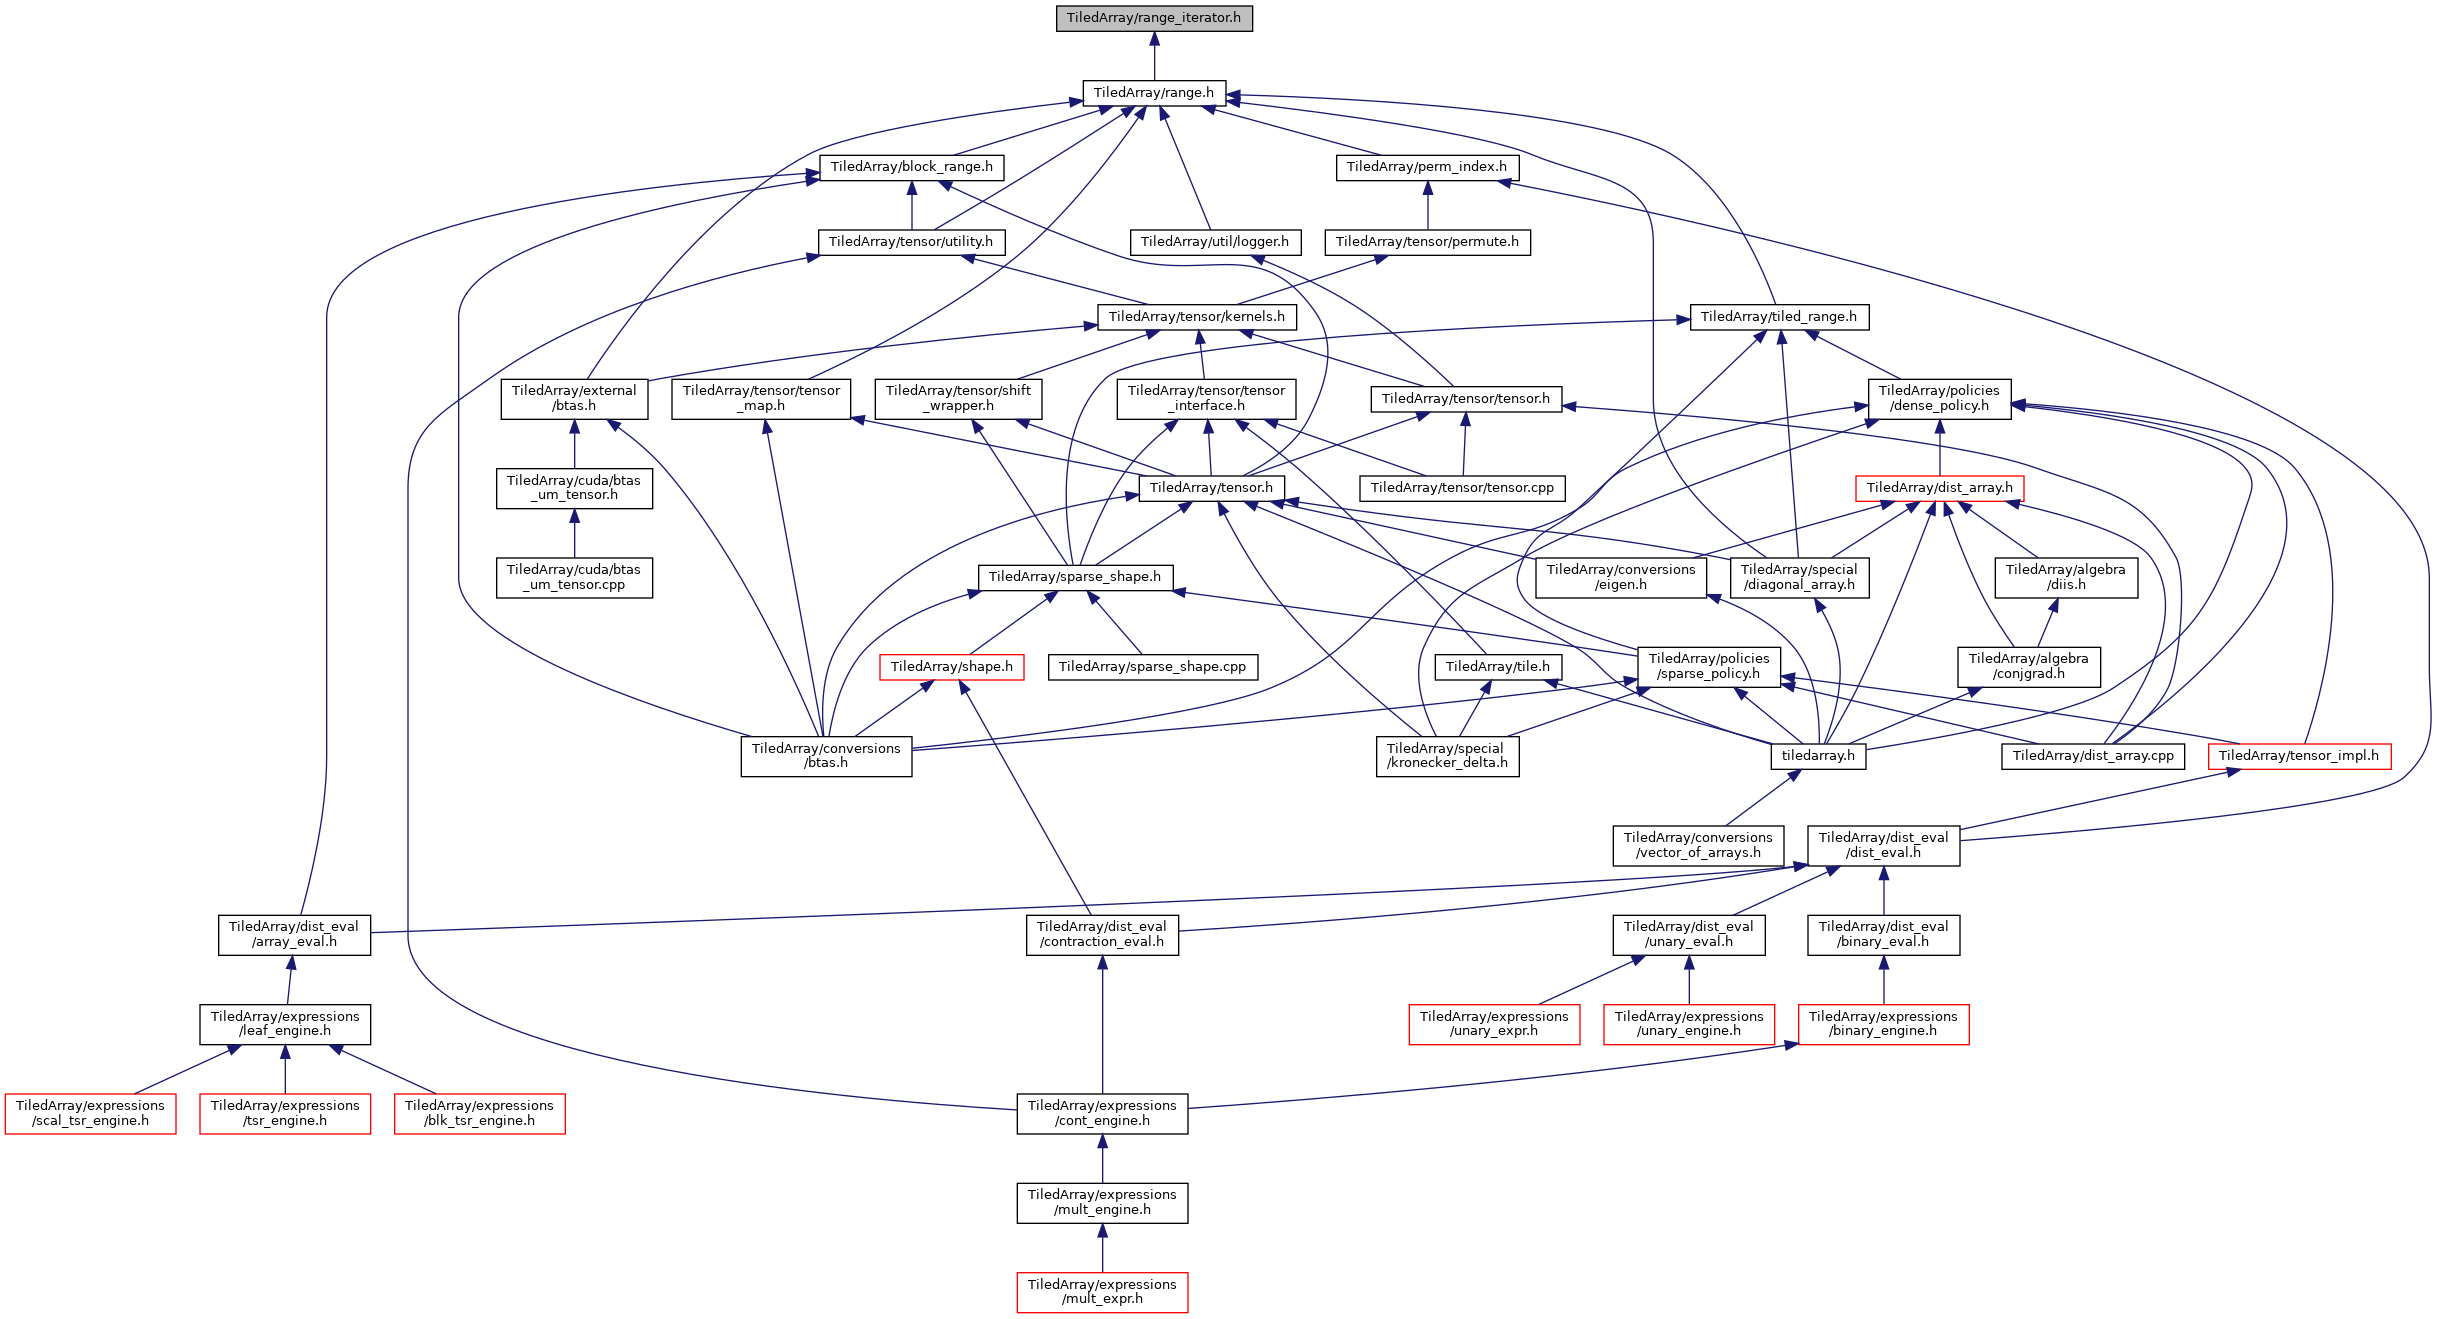 TiledArray/range_iterator.h
TiledArray/range.h
TiledArray/block_range.h
TiledArray/perm_index.h
TiledArray/tensor/utility.h
TiledArray/util/logger.h
TiledArray/tensor/permute.h
TiledArray/tensor/kernels.h
TiledArray/tiled_range.h
TiledArray/external
/btas.h
TiledArray/tensor/tensor
_map.h
TiledArray/tensor/shift
_wrapper.h
TiledArray/tensor/tensor
_interface.h
TiledArray/tensor/tensor.h
TiledArray/policies
/dense_policy.h
TiledArray/cuda/btas
_um_tensor.h
TiledArray/tensor.h
TiledArray/tensor/tensor.cpp
TiledArray/dist_array.h
TiledArray/cuda/btas
_um_tensor.cpp
TiledArray/sparse_shape.h
TiledArray/conversions
/eigen.h
TiledArray/special
/diagonal_array.h
TiledArray/algebra
/diis.h
TiledArray/shape.h
TiledArray/sparse_shape.cpp
TiledArray/tile.h
TiledArray/policies
/sparse_policy.h
TiledArray/algebra
/conjgrad.h
TiledArray/conversions
/btas.h
TiledArray/special
/kronecker_delta.h
tiledarray.h
TiledArray/dist_array.cpp
TiledArray/tensor_impl.h
TiledArray/conversions
/vector_of_arrays.h
TiledArray/dist_eval
/dist_eval.h
TiledArray/dist_eval
/array_eval.h
TiledArray/dist_eval
/contraction_eval.h
TiledArray/dist_eval
/unary_eval.h
TiledArray/dist_eval
/binary_eval.h
TiledArray/expressions
/leaf_engine.h
TiledArray/expressions
/unary_expr.h
TiledArray/expressions
/unary_engine.h
TiledArray/expressions
/binary_engine.h
TiledArray/expressions
/scal_tsr_engine.h
TiledArray/expressions
/tsr_engine.h
TiledArray/expressions
/blk_tsr_engine.h
TiledArray/expressions
/cont_engine.h
TiledArray/expressions
/mult_engine.h
TiledArray/expressions
/mult_expr.h